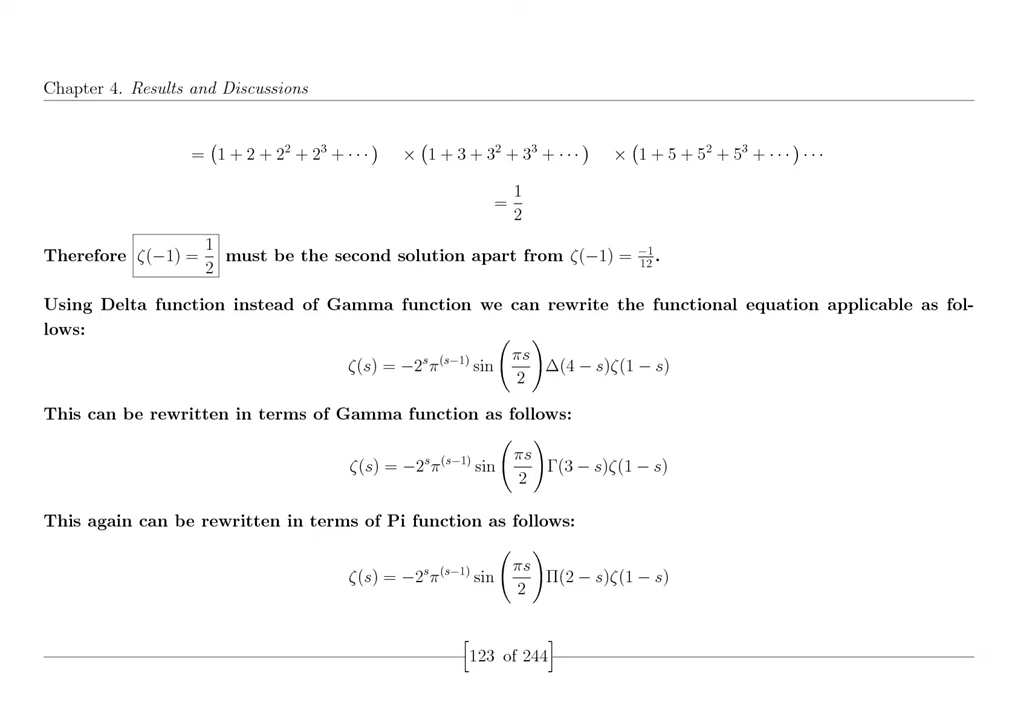 Chapter 4. Results and Discussions
= (1 + 2 + 2² + 2³ + ···) × (1 + 3 + 3² + 3³ + ···) × (1 + 5 + 5² + 5³ + ···) ···
= 1/2
Therefore ζ(−1) = 1/2 must be the second solution apart from ζ(−1) = −1/12.
Using Delta function instead of Gamma function we can rewrite the functional equation applicable as fol-
lows:
ζ(s) = −2ˢπ⁽ˢ⁻¹⁾ sin(πs/2)Δ(4 − s)ζ(1 − s)
This can be rewritten in terms of Gamma function as follows:
ζ(s) = −2ˢπ⁽ˢ⁻¹⁾ sin(πs/2)Γ(3 − s)ζ(1 − s)
This again can be rewritten in terms of Pi function as follows:
ζ(s) = −2ˢπ⁽ˢ⁻¹⁾ sin(πs/2)Π(2 − s)ζ(1 − s)
[123 of 244]